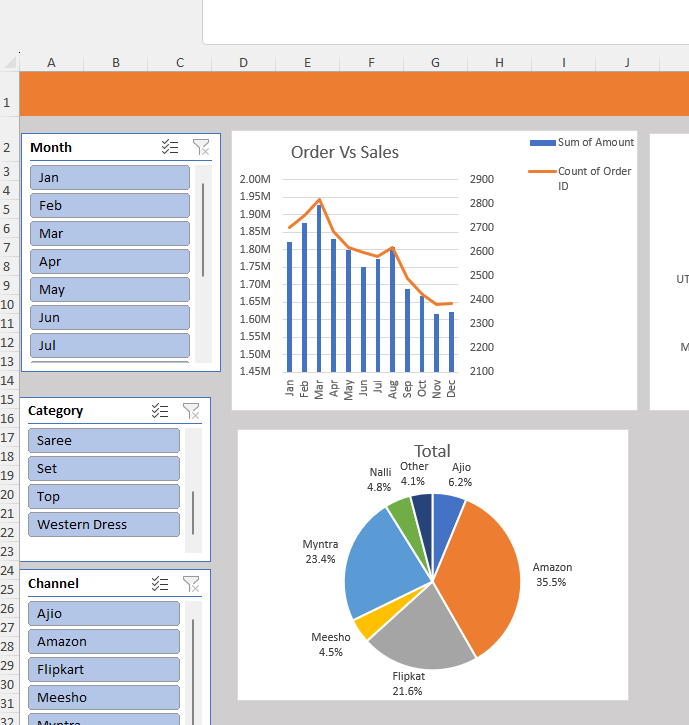 A B C D E F G H I J
1
2
3
4
5
6
7
8
9
10
11
12
13
14
15
16
17
18
19
20
21
22
23
24
25
26
27
28
29
30
31
32
Month
Jan
Feb
Mar
Apr
May
Jun
Jul
Order Vs Sales
Sum of Amount
Count of Order
ID
2.00M
1.95M
1.90M
1.85M
1.80M
1.75M
1.70M
1.65M
1.60M
1.55M
1.50M
1.45M
2900
2800
2700
2600
2500
2400
2300
2200
2100
Jan Feb Mar Apr May Jun Jul Aug Sep Oct Nov Dec
UT
M
Category
Saree
Set
Top
Western Dress
Total
Ajio
6.2%
Amazon
35.5%
Flipkat
21.6%
Meesho
4.5%
Myntra
23.4%
Nalli
4.8%
Other
4.1%
Channel
Ajio
Amazon
Flipkart
Meesho
Myntra